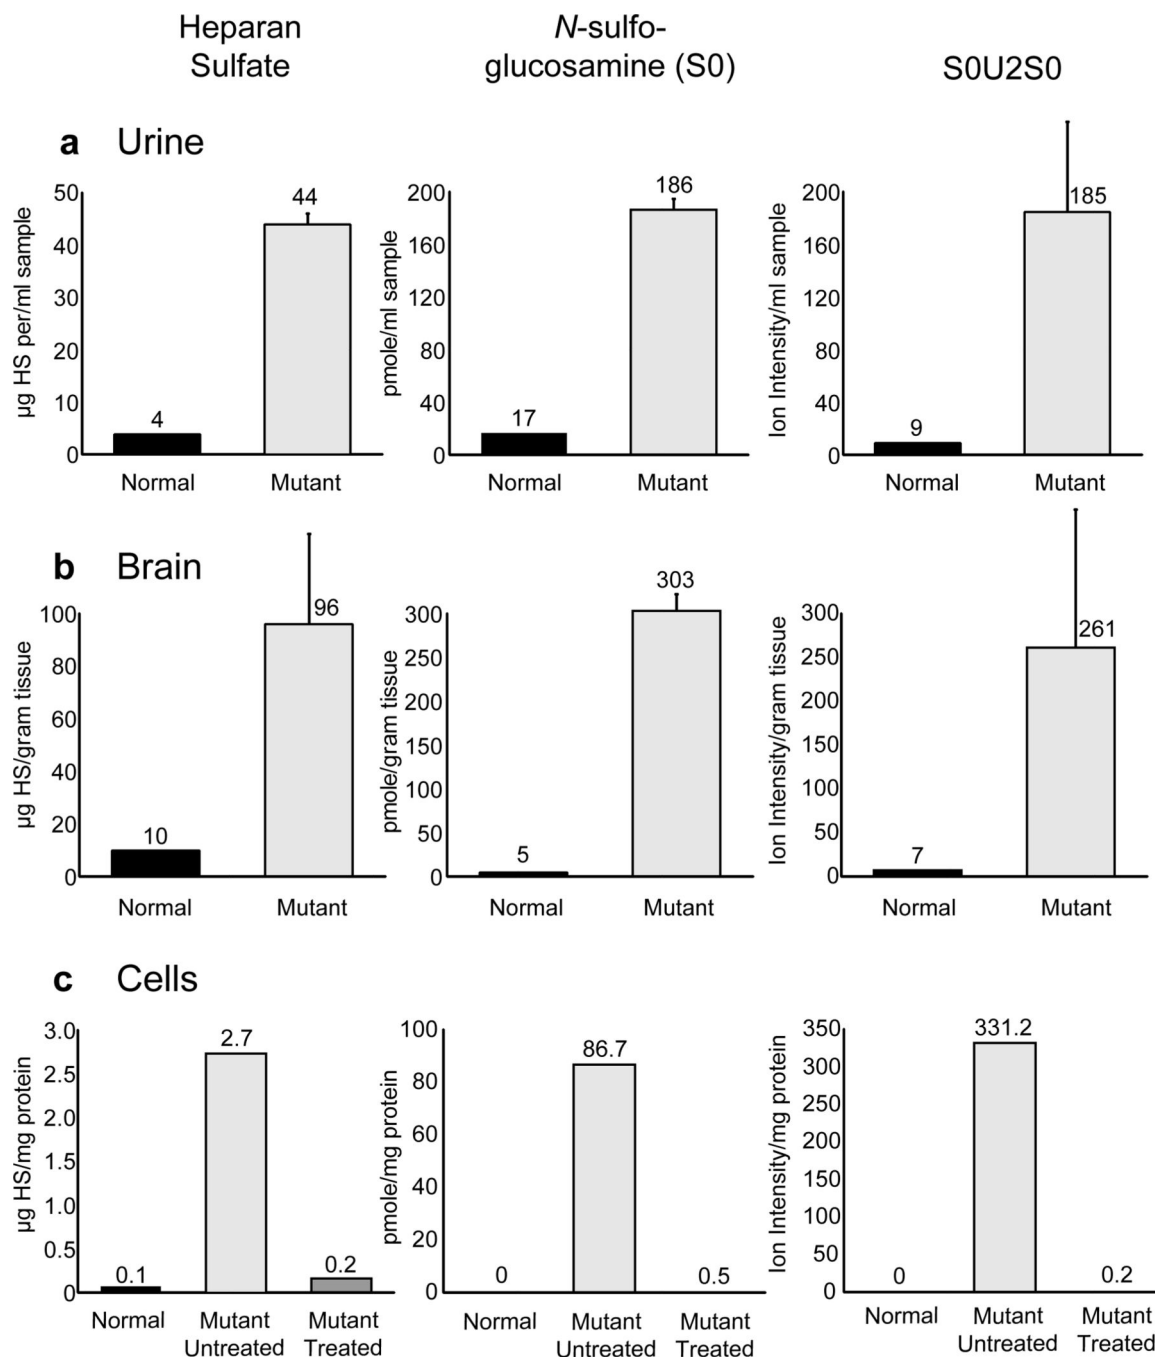 Heparan
Sulfate
N-sulfo-
glucosamine (S0)
S0U2S0
a Urine
µg HS per/ml sample
50
40
30
20
10
0
4
44
Normal
Mutant
pmole/ml sample
200
160
120
80
40
0
17
186
Normal
Mutant
Ion Intensity/ml sample
200
160
120
80
40
0
9
185
Normal
Mutant
b Brain
µg HS/gram tissue
100
80
60
40
20
0
10
96
Normal
Mutant
pmole/gram tissue
300
250
200
150
100
50
0
5
303
Normal
Mutant
Ion Intensity/gram tissue
300
250
200
150
100
50
0
7
261
Normal
Mutant
c Cells
µg HS/mg protein
3.0
2.5
2.0
1.5
1.0
0.5
0
0.1
2.7
0.2
Normal
Mutant
Untreated
Mutant
Treated
pmole/mg protein
100
80
60
40
20
0
0
86.7
0.5
Normal
Mutant
Untreated
Mutant
Treated
Ion Intensity/mg protein
350
300
250
200
150
100
50
0
0
331.2
0.2
Normal
Mutant
Untreated
Mutant
Treated